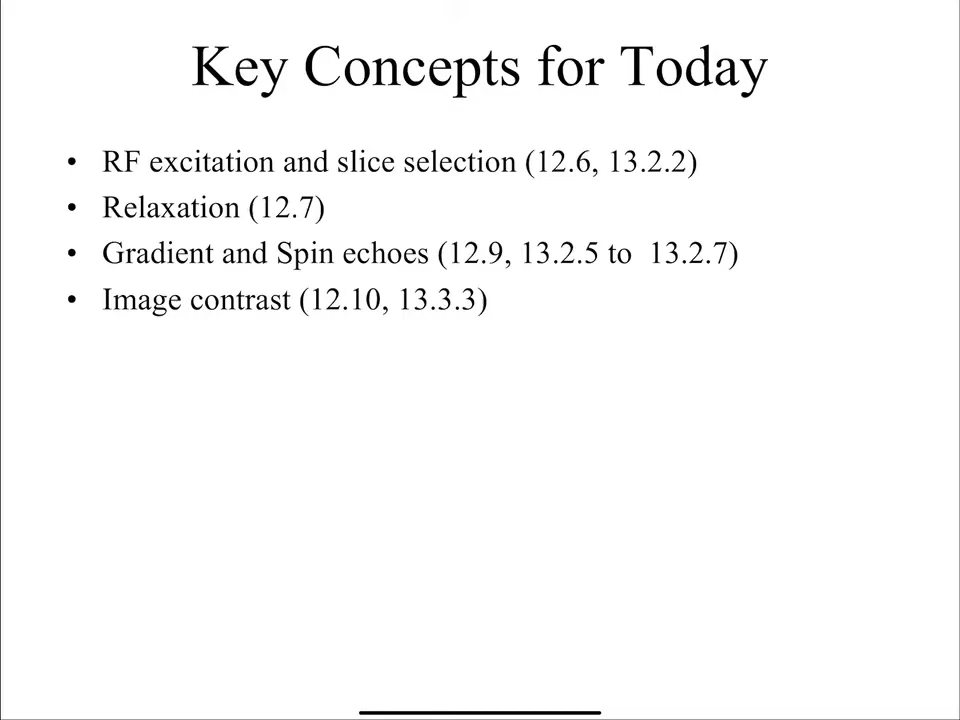 Key Concepts for Today
• RF excitation and slice selection (12.6, 13.2.2)
• Relaxation (12.7)
• Gradient and Spin echoes (12.9, 13.2.5 to  13.2.7)
• Image contrast (12.10, 13.3.3)